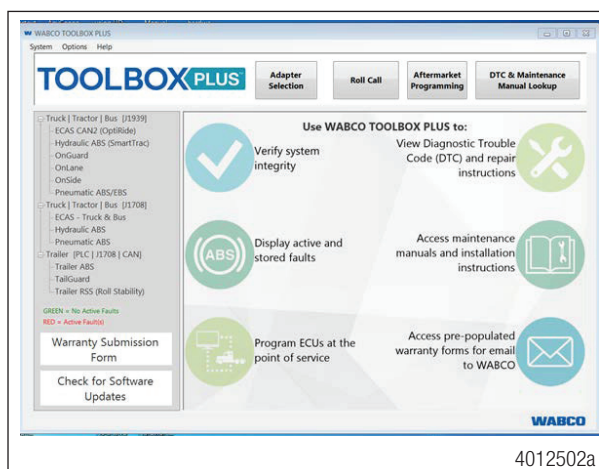 WABCO TOOLBOX PLUS
System Options Help
TOOLBOX PLUS
Adapter
Selection
Roll Call
Aftermarket
Programming
DTC & Maintenance
Manual Lookup
Truck | Tractor | Bus [J1939]
ECAS CAN2 (OptiRide)
Hydraulic ABS (SmartTrac)
OnGuard
OnLane
OnSide
Pneumatic ABS/EBS
Truck | Tractor | Bus [J1708]
ECAS - Truck & Bus
Hydraulic ABS
Pneumatic ABS
Trailer [PLC | J1708 | CAN]
Trailer ABS
TailGuard
Trailer RSS (Roll Stability)
GREEN = No Active Faults
RED = Active Fault(s)
Warranty Submission
Form
Check for Software
Updates
Use WABCO TOOLBOX PLUS to:
Verify system
integrity
View Diagnostic Trouble
Code (DTC) and repair
instructions
ABS
Display active and
stored faults
Access maintenance
manuals and installation
instructions
Program ECUs at the
point of service
Access pre-populated
warranty forms for email
to WABCO
WABCO
4012502a